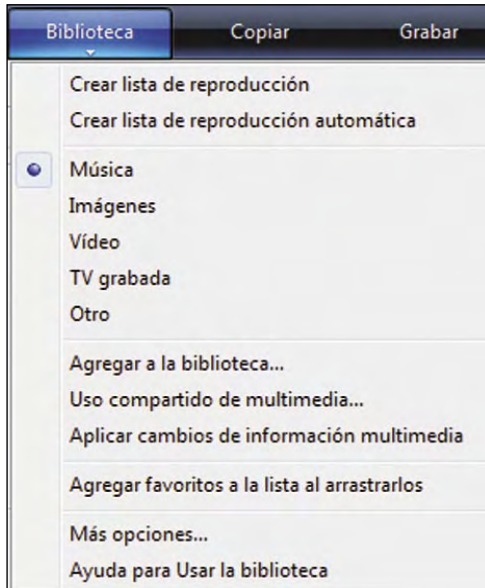 Biblioteca Copiar Grabar
Crear lista de reproducción
Crear lista de reproducción automática
Música
Imágenes
Vídeo
TV grabada
Otro
Agregar a la biblioteca...
Uso compartido de multimedia...
Aplicar cambios de información multimedia
Agregar favoritos a la lista al arrastrarlos
Más opciones...
Ayuda para Usar la biblioteca